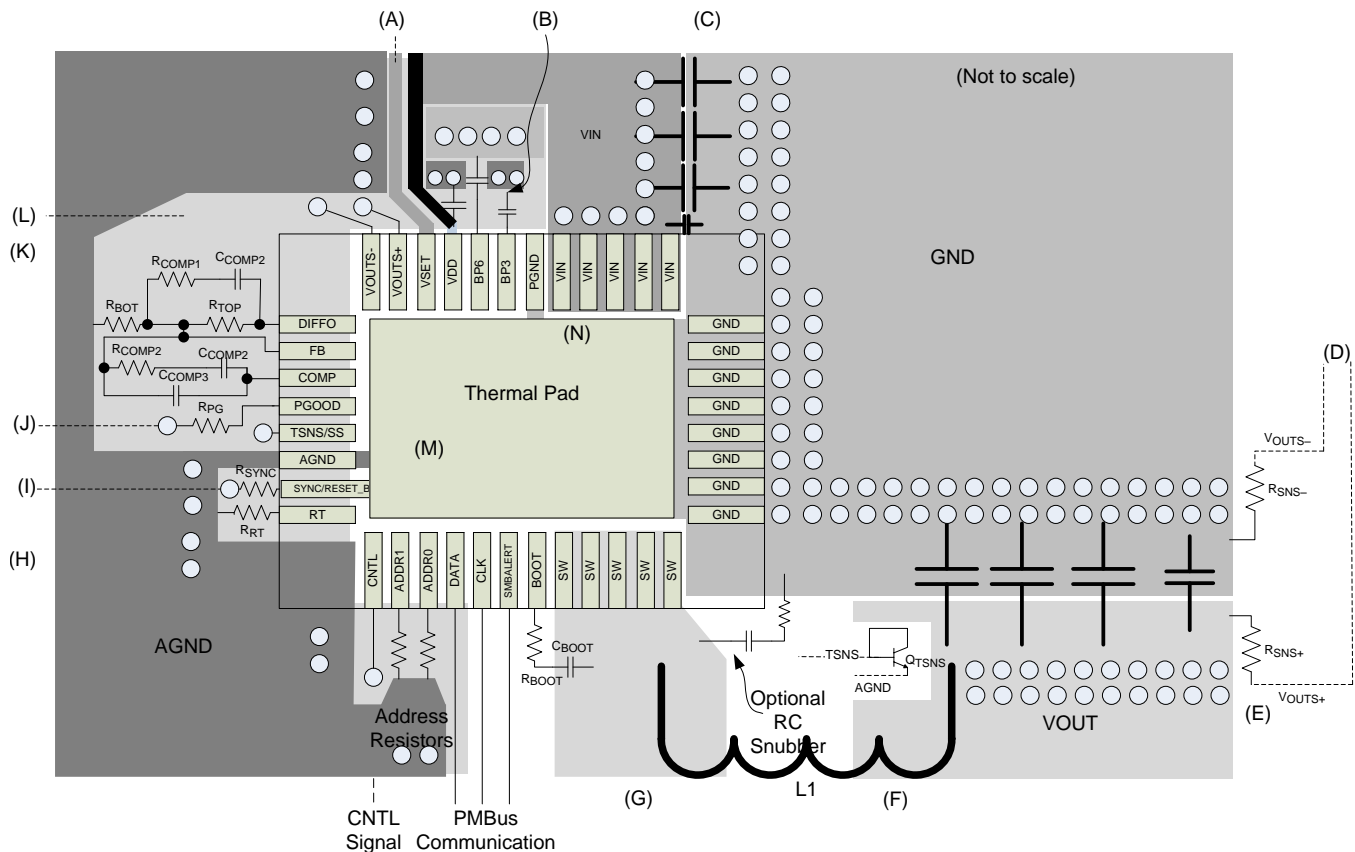 (A)
(B)
(C)
(Not to scale)
VIN
(L)
(K)
GND
VOUTS-
VOUTS+
VSET
VDD
BP6
BP3
PGND
VIN
VIN
VIN
VIN
VIN
RCOMP1
CCOMP2
RBOT
RTOP
DIFFO
FB
RCOMP2
CCOMP2
CCOMP3
COMP
RPG
PGOOD
(J)
TSNS/SS
AGND
RSYNC
(I)
SYNC/RESET_B
RT
RRT
(N)
Thermal Pad
(M)
GND
GND
GND
GND
GND
GND
GND
GND
(D)
VOUTS–
RSNS–
(H)
CNTL
ADDR1
ADDR0
DATA
CLK
SMBALERT
BOOT
SW
SW
SW
SW
SW
AGND
CBOOT
RBOOT
TSNS
QTSNS
AGND
RSNS+
VOUTS+
(E)
Optional
RC
Snubber
VOUT
Address
Resistors
L1
(F)
(G)
CNTL
Signal
PMBus
Communication